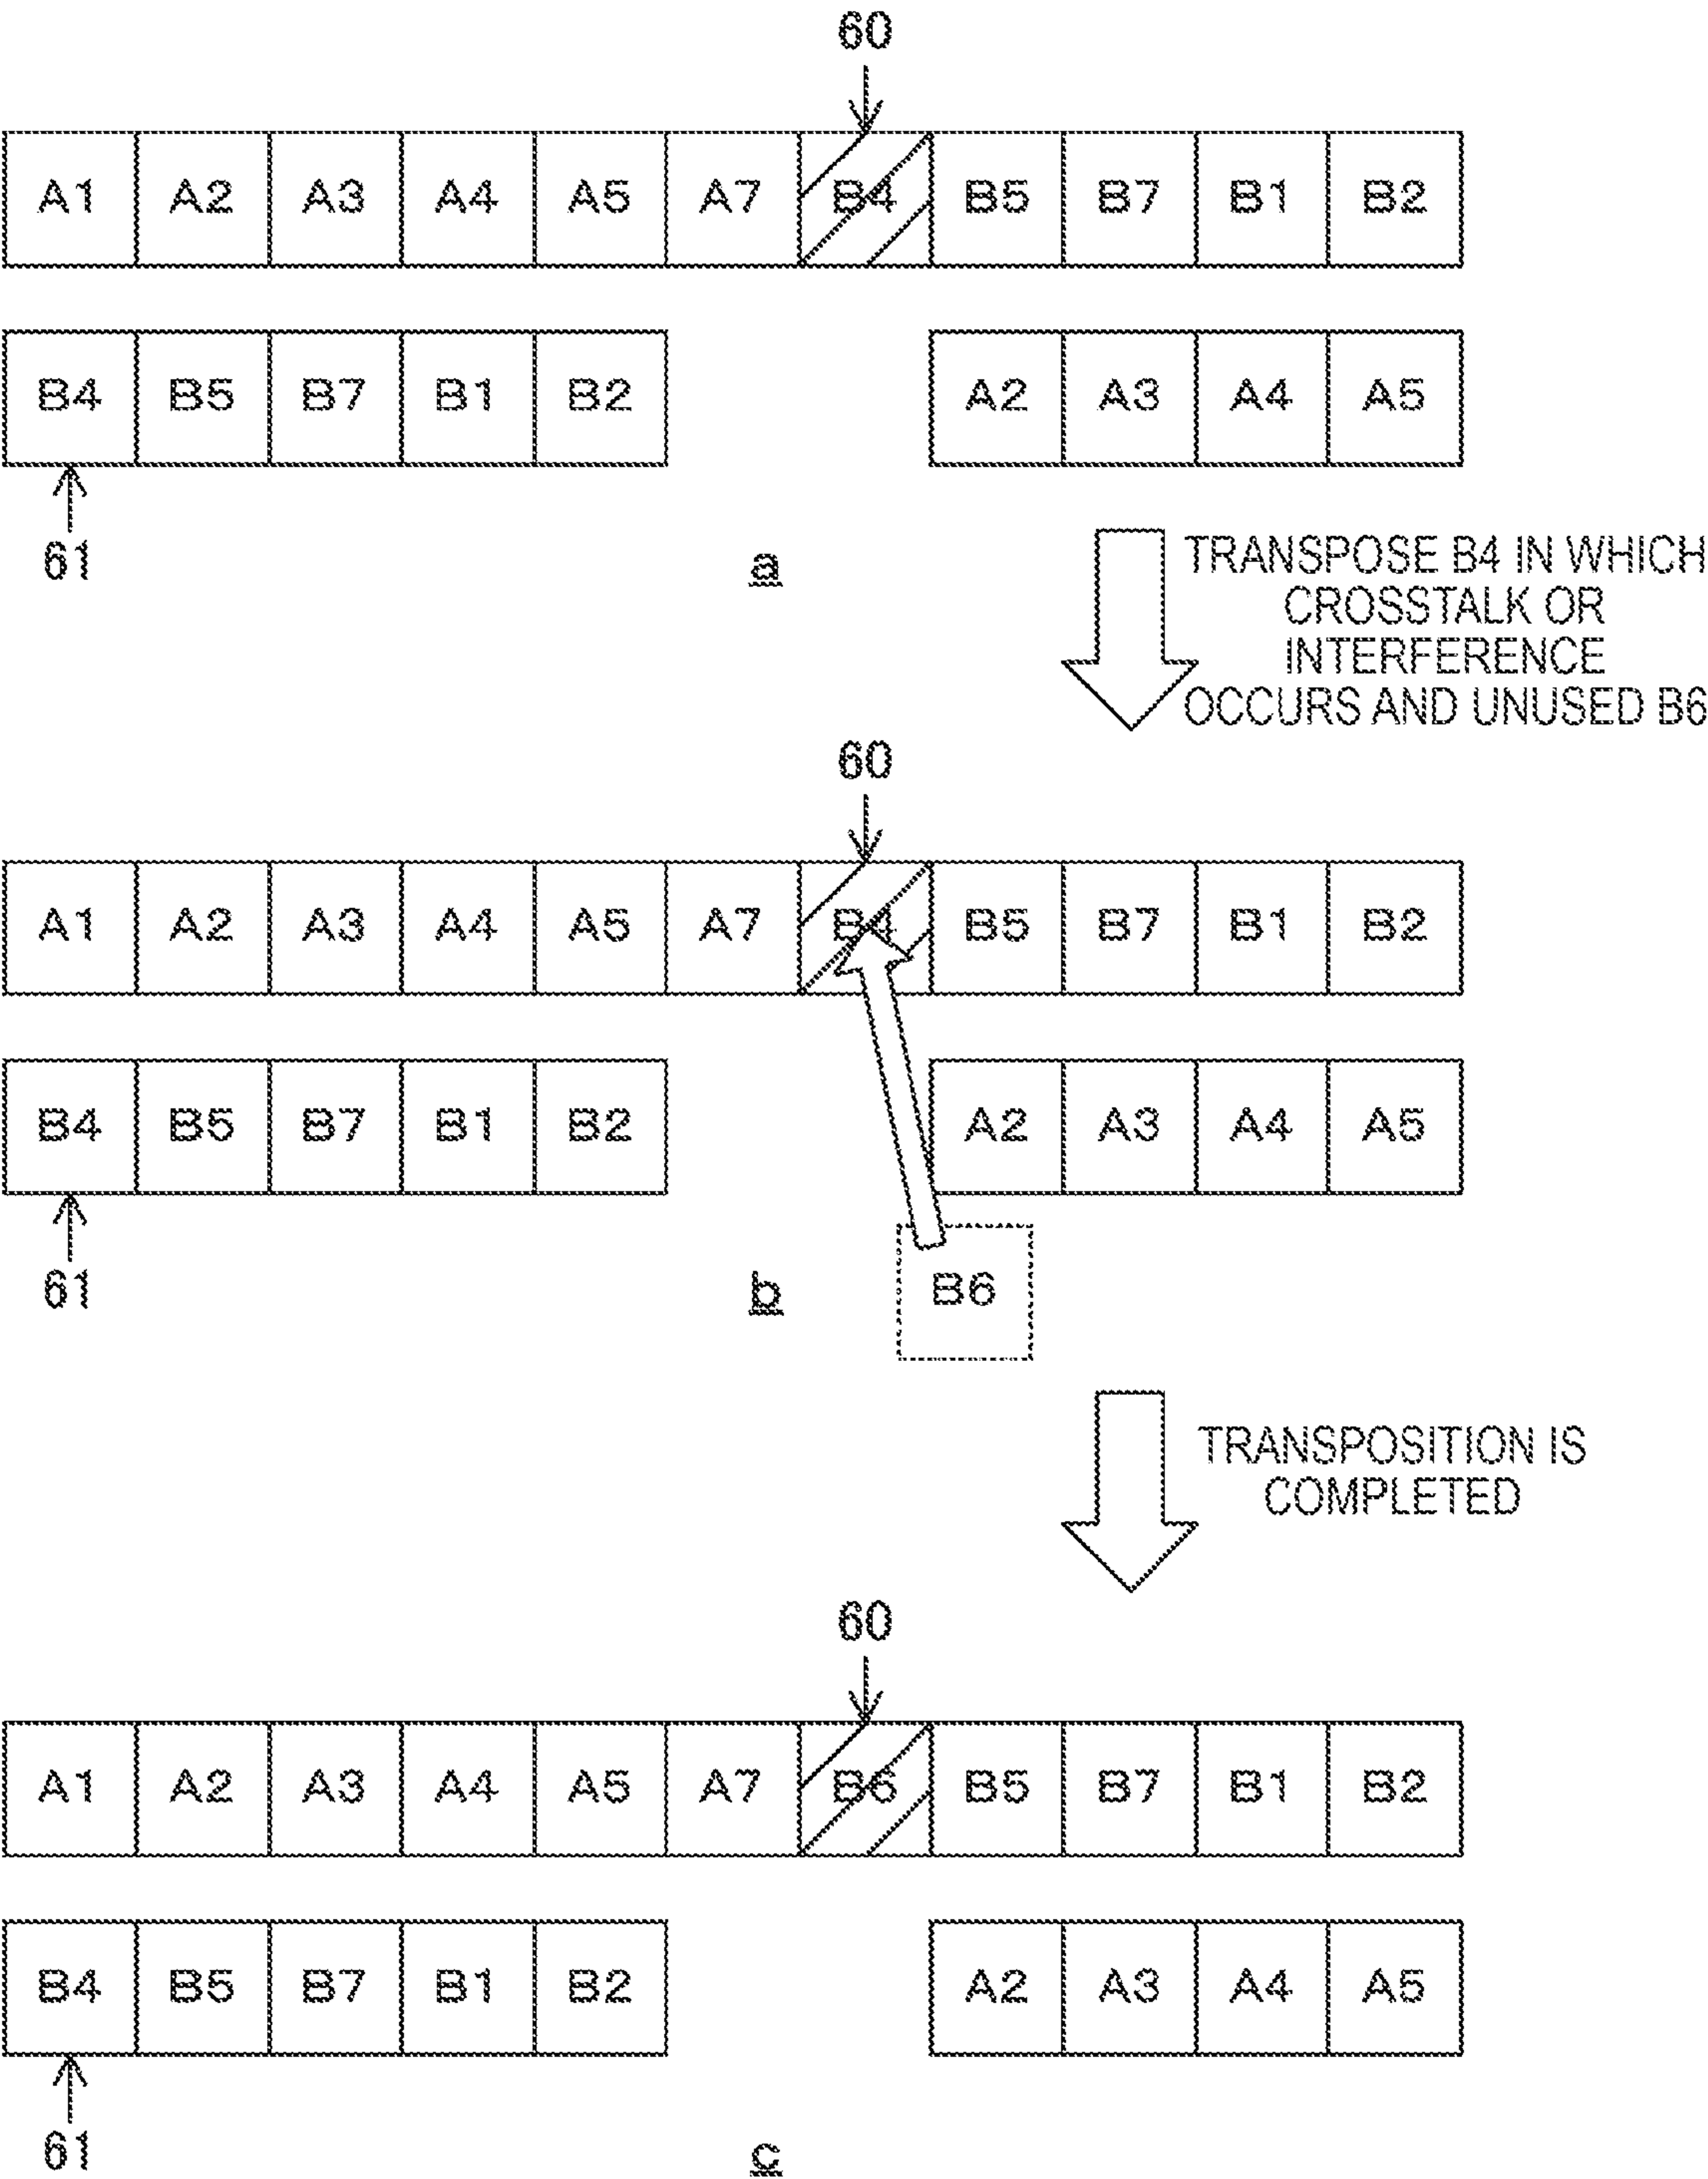 60
A1 A2 A3 A4 A5 A7 B4 B5 B7 B1 B2
B4 B5 B7 B1 B2 A2 A3 A4 A5
61
a
TRANSPOSE B4 IN WHICH
CROSSTALK OR
INTERFERENCE
OCCURS AND UNUSED B6
60
A1 A2 A3 A4 A5 A7 B4 B5 B7 B1 B2
B4 B5 B7 B1 B2 A2 A3 A4 A5
61
b
B6
TRANSPOSITION IS
COMPLETED
60
A1 A2 A3 A4 A5 A7 B6 B5 B7 B1 B2
B4 B5 B7 B1 B2 A2 A3 A4 A5
61
c